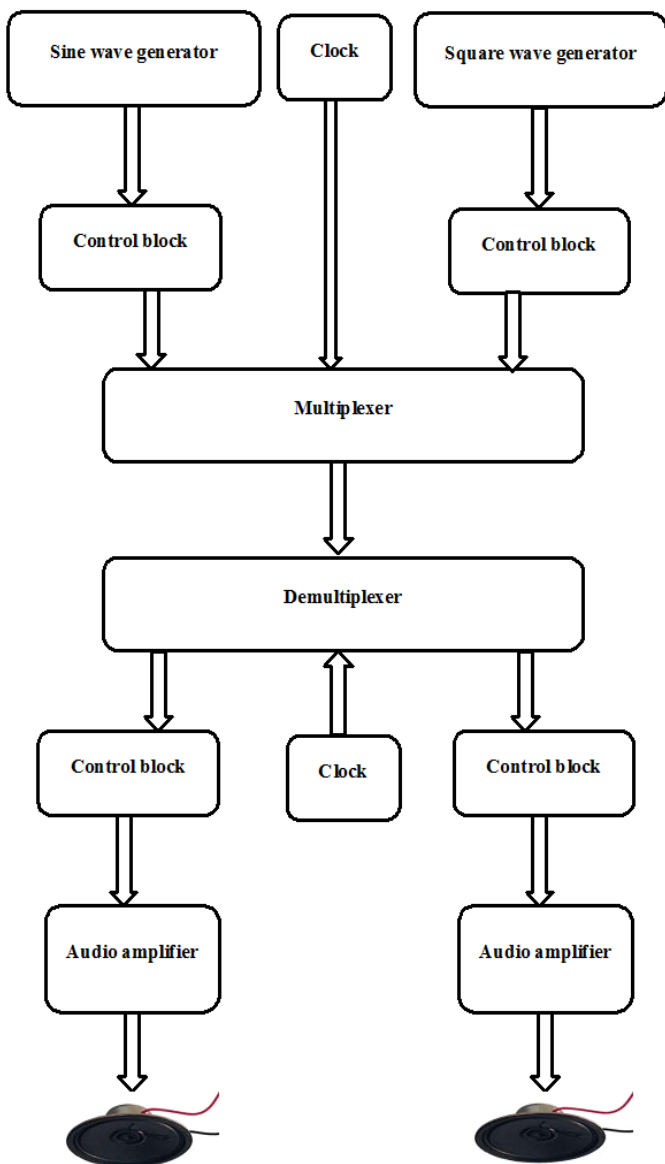 Sine wave generator
Clock
Square wave generator
Control block
Control block
Multiplexer
Demultiplexer
Control block
Clock
Control block
Audio amplifier
Audio amplifier